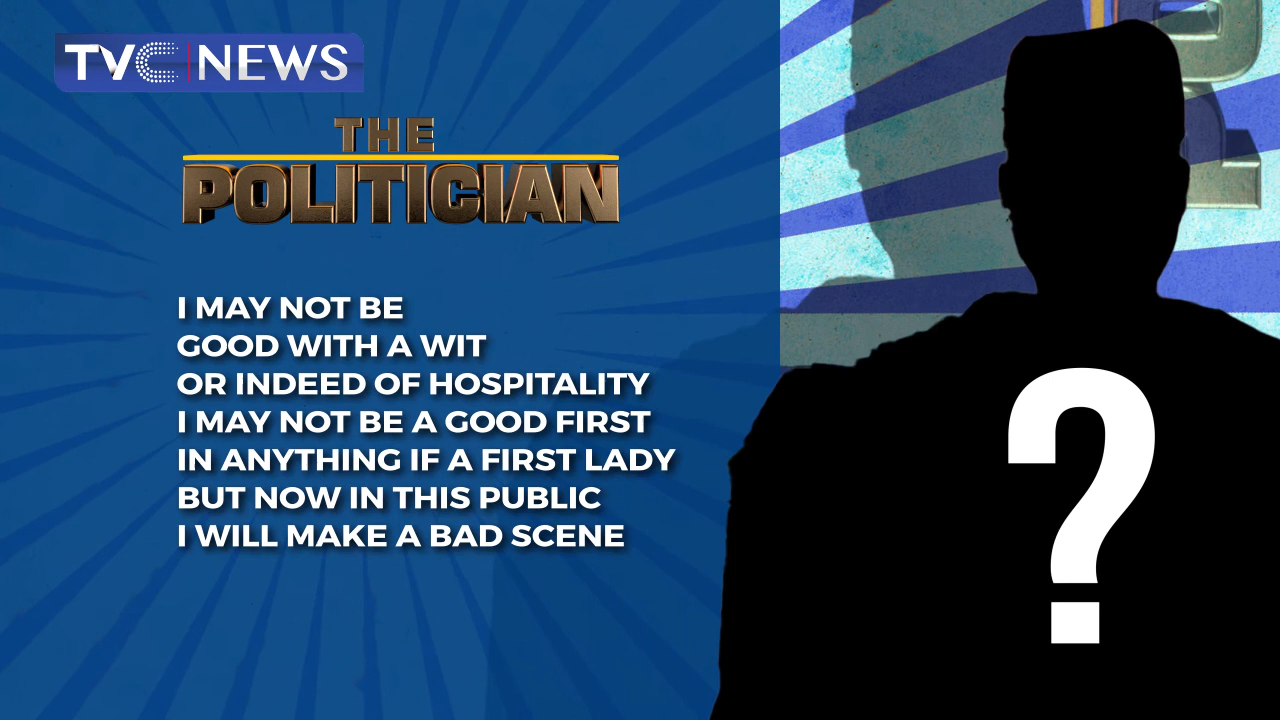 TVC NEWS
THE
POLITICIAN
I MAY NOT BE
GOOD WITH A WIT
OR INDEED OF HOSPITALITY
I MAY NOT BE A GOOD FIRST
IN ANYTHING IF A FIRST LADY
BUT NOW IN THIS PUBLIC
I WILL MAKE A BAD SCENE
?